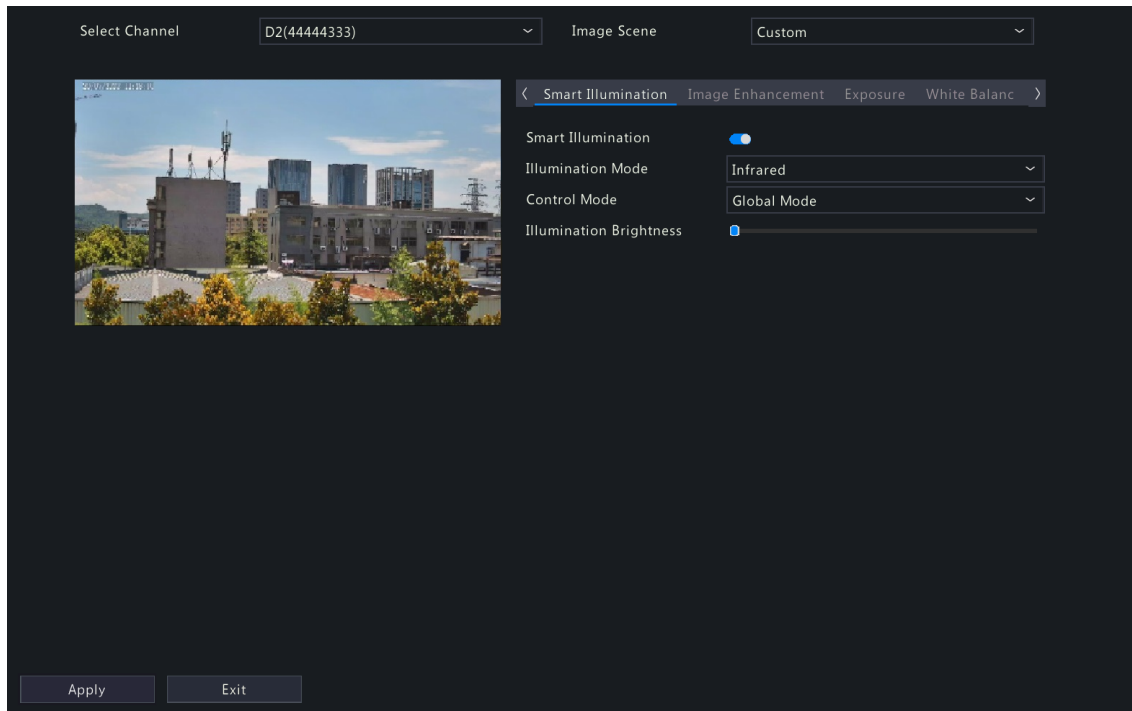 Select Channel D2(44444333) Image Scene Custom
Smart Illumination Image Enhancement Exposure White Balanc
Smart Illumination
Illumination Mode Infrared
Control Mode Global Mode
Illumination Brightness
Apply Exit